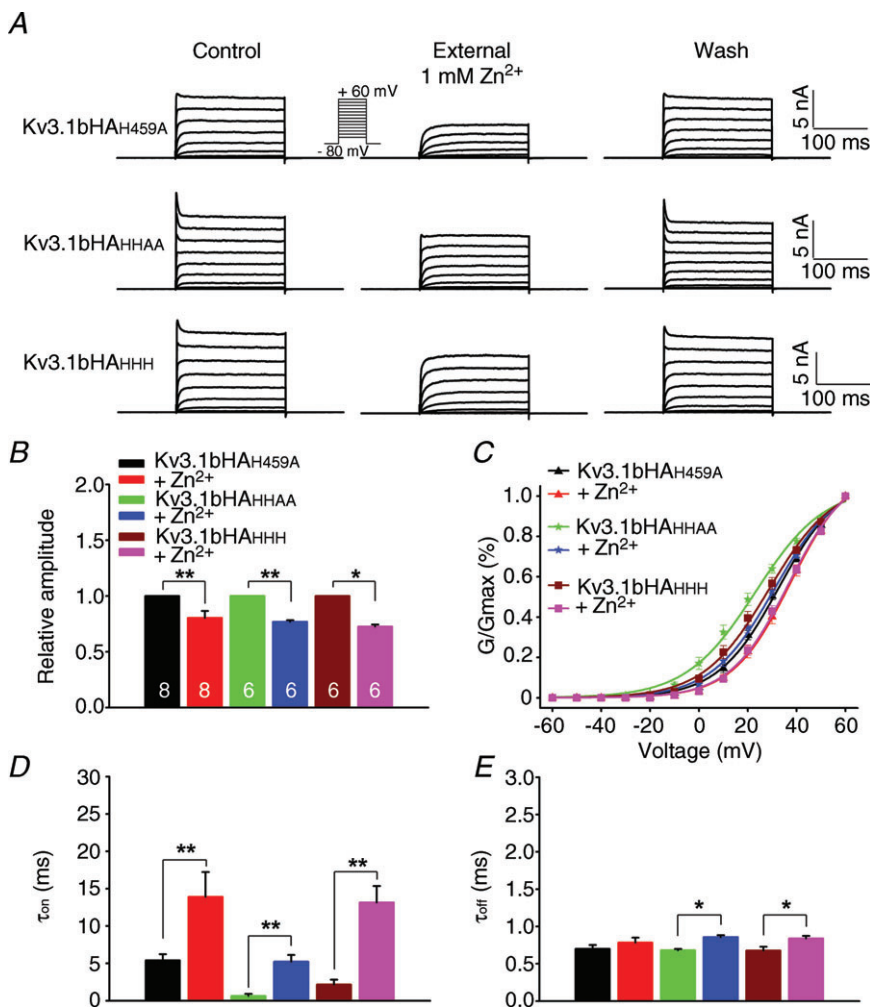 A
Control
External
1 mM Zn²⁺
Wash
Kv3.1bHAH459A
+ 60 mV
- 80 mV
5 nA
100 ms
Kv3.1bHAHHAA
5 nA
100 ms
Kv3.1bHAHHH
5 nA
100 ms
B
Kv3.1bHAH459A
+ Zn²⁺
Kv3.1bHAHHAA
+ Zn²⁺
Kv3.1bHAHHH
+ Zn²⁺
Relative amplitude
2.0
1.0
0.5
0.0
** ** *
8 8 6 6 6 6
C
Kv3.1bHAH459A
+ Zn²⁺
Kv3.1bHAHHAA
+ Zn²⁺
Kv3.1bHAHHH
+ Zn²⁺
G/Gmax (%)
1.0
0.8
0.6
0.4
0.2
0
-60 -40 -20 0 20 40 60
Voltage (mV)
D
τon (ms)
30
25
20
15
10
5
0
** ** **
E
τoff (ms)
3.0
2.5
2.0
1.5
1.0
0.5
0.0
* *